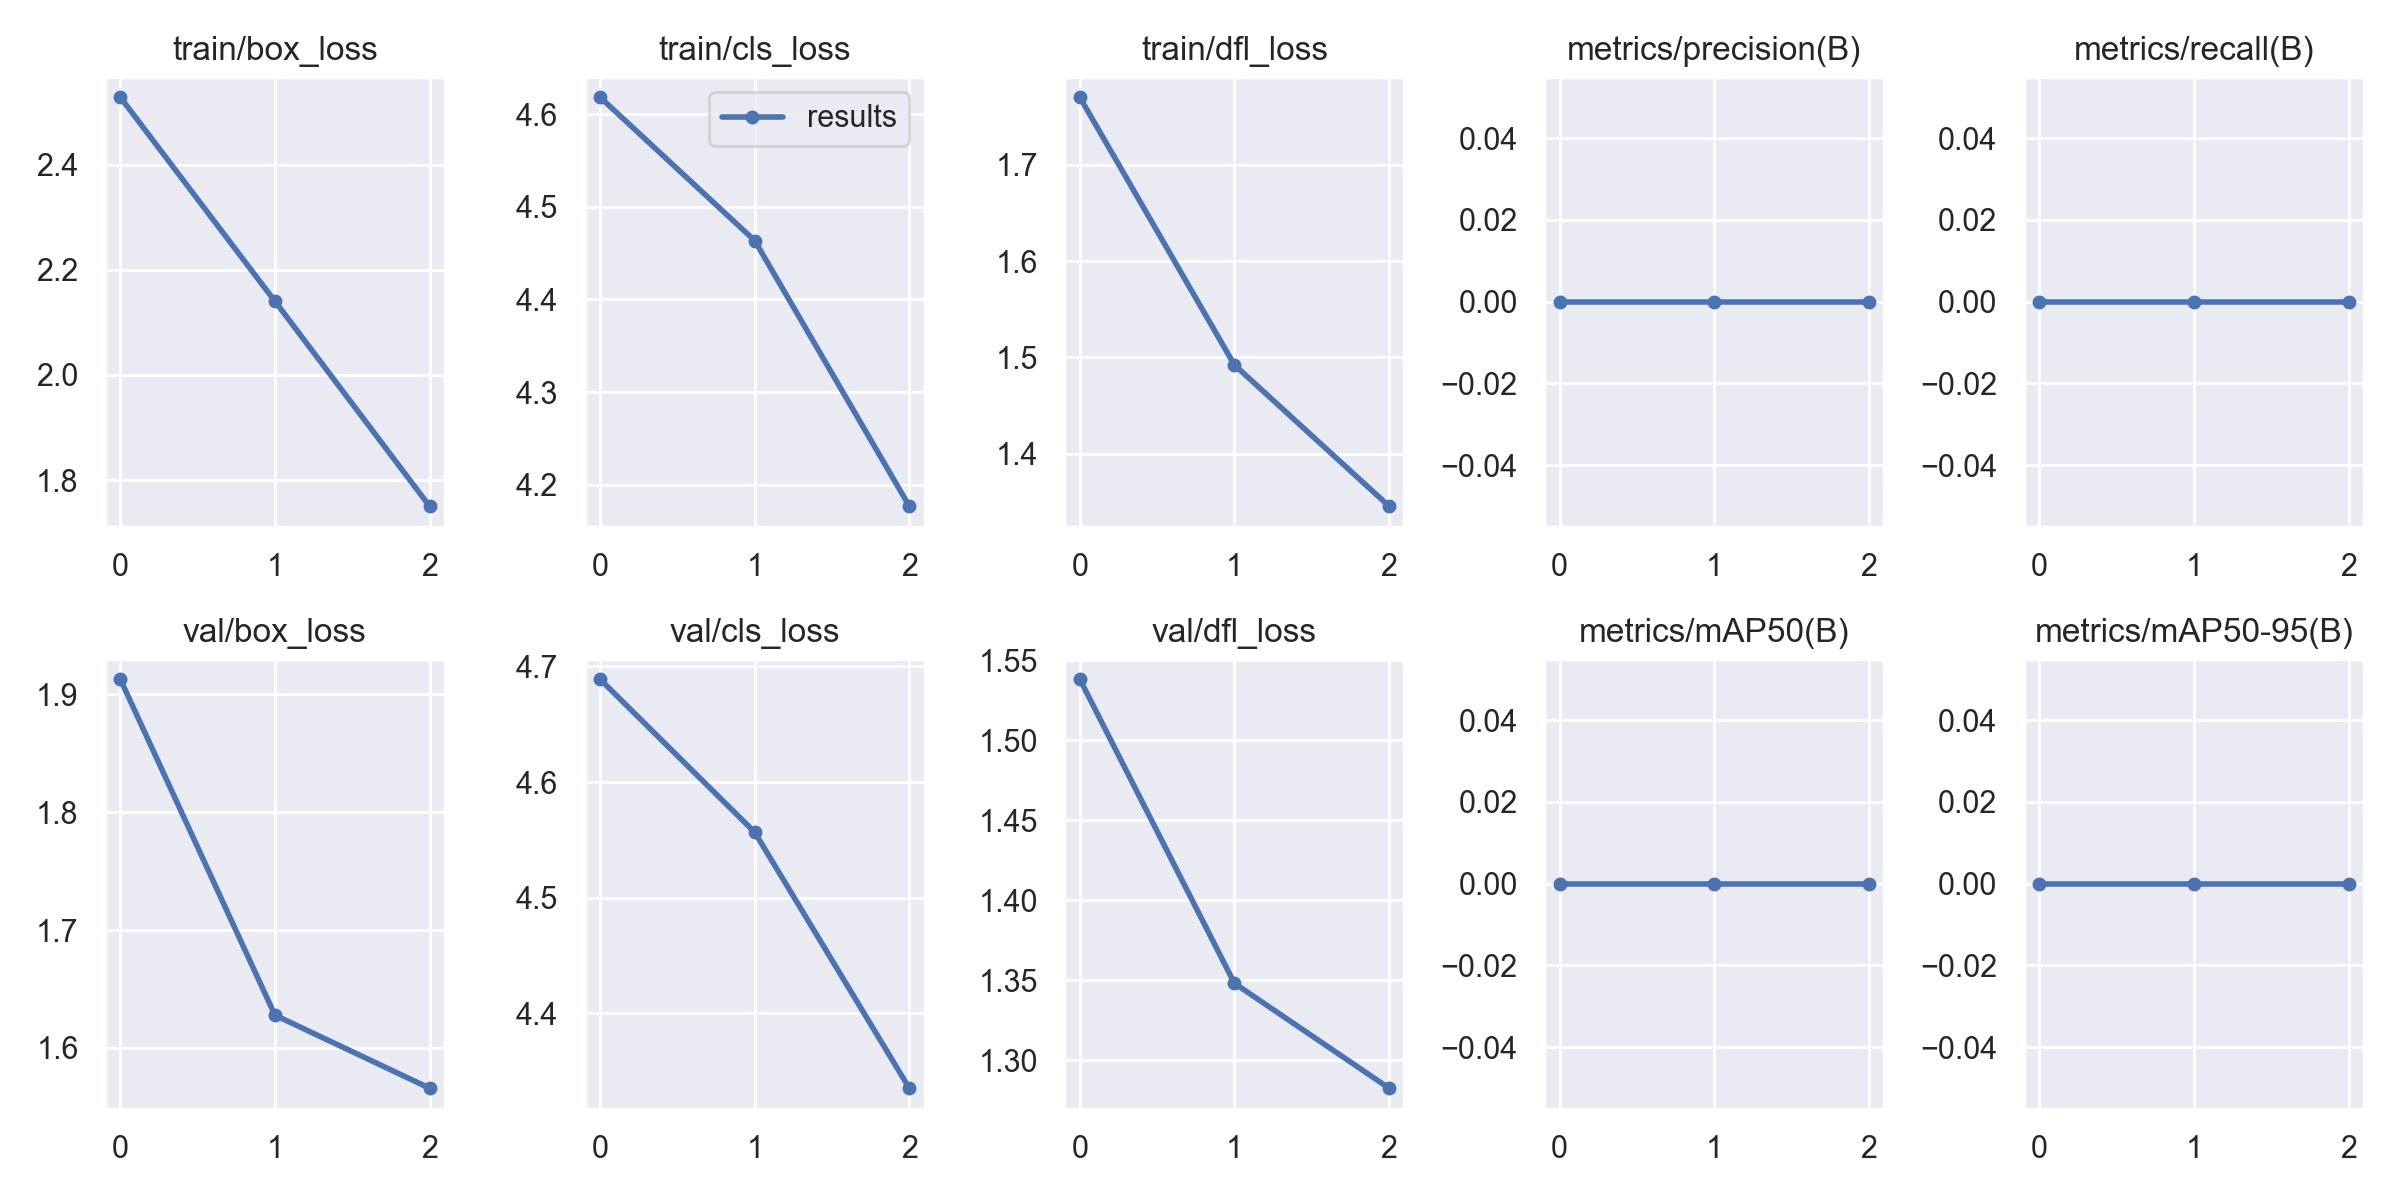 train/box_loss
train/cls_loss
train/dfl_loss
metrics/precision(B)
metrics/recall(B)
2.4
2.2
2.0
1.8
0 1 2
results
4.6
4.5
4.4
4.3
4.2
0 1 2
1.7
1.6
1.5
1.4
0 1 2
0.04
0.02
0.00
−0.02
−0.04
0 1 2
0.04
0.02
0.00
−0.02
−0.04
0 1 2
val/box_loss
val/cls_loss
val/dfl_loss
metrics/mAP50(B)
metrics/mAP50-95(B)
1.9
1.8
1.7
1.6
0 1 2
4.7
4.6
4.5
4.4
0 1 2
1.55
1.50
1.45
1.40
1.35
1.30
0 1 2
0.04
0.02
0.00
−0.02
−0.04
0 1 2
0.04
0.02
0.00
−0.02
−0.04
0 1 2